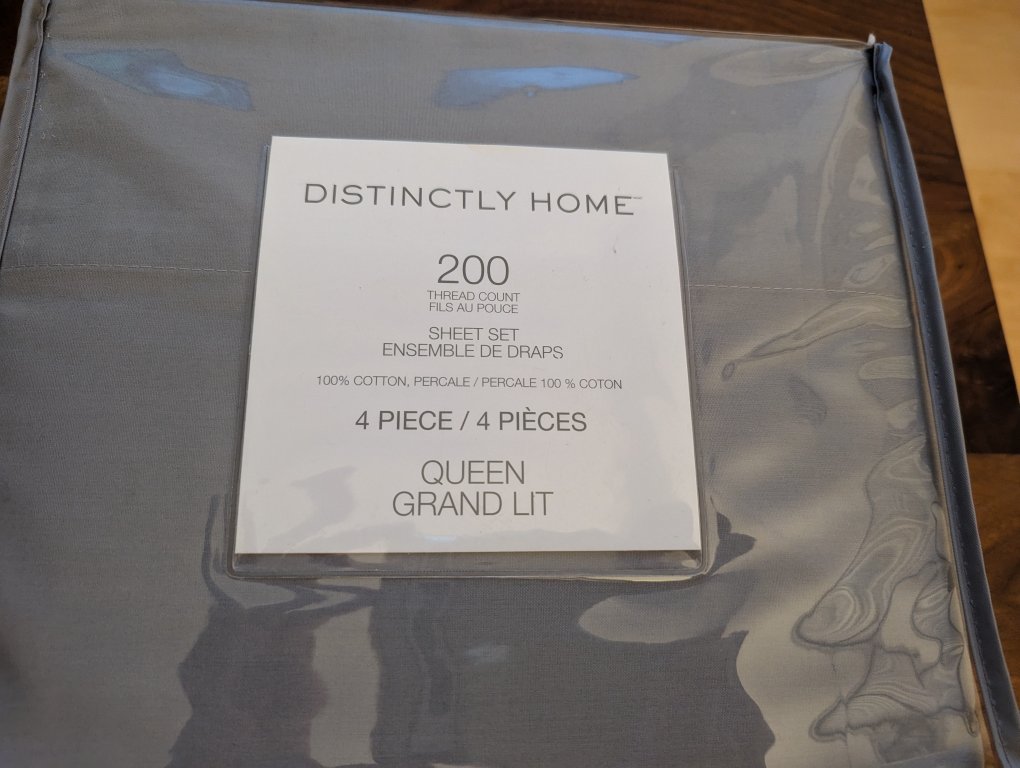 DISTINCTLY HOME™
200
THREAD COUNT
FILS AU POUCE
SHEET SET
ENSEMBLE DE DRAPS
100% COTTON, PERCALE / PERCALE 100 % COTON
4 PIECE / 4 PIÈCES
QUEEN
GRAND LIT